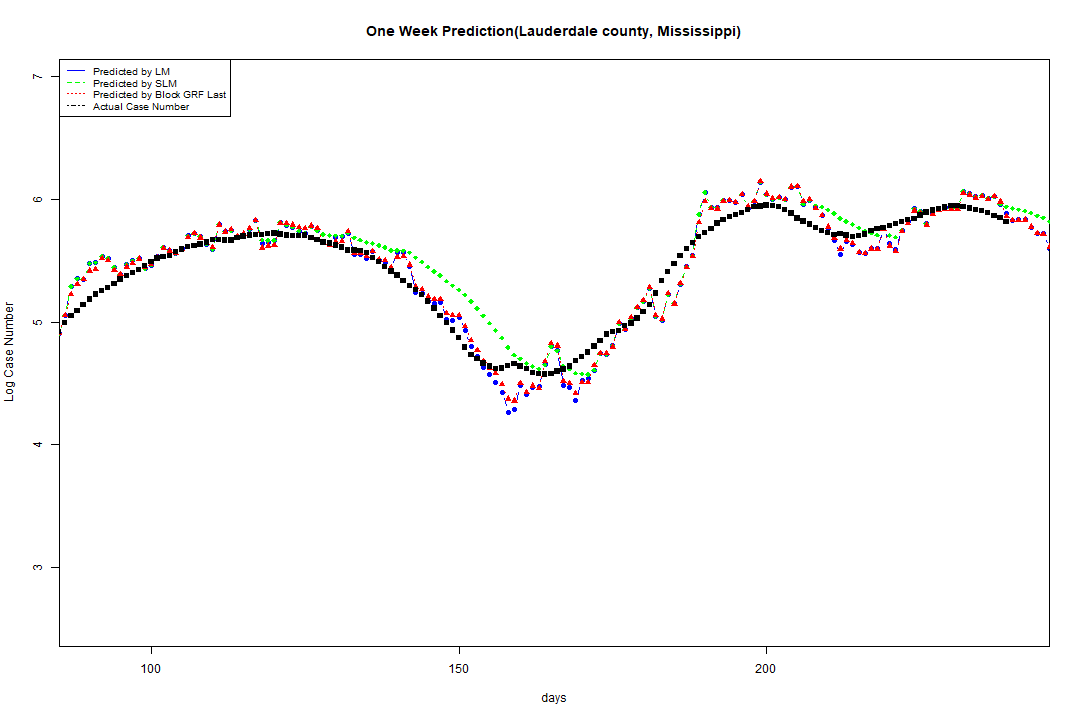 One Week Prediction(Lauderdale county, Mississippi)
Predicted by LM
Predicted by SLM
Predicted by Block GRF Last
Actual Case Number
7
6
5
4
3
Log Case Number
100
150
200
days